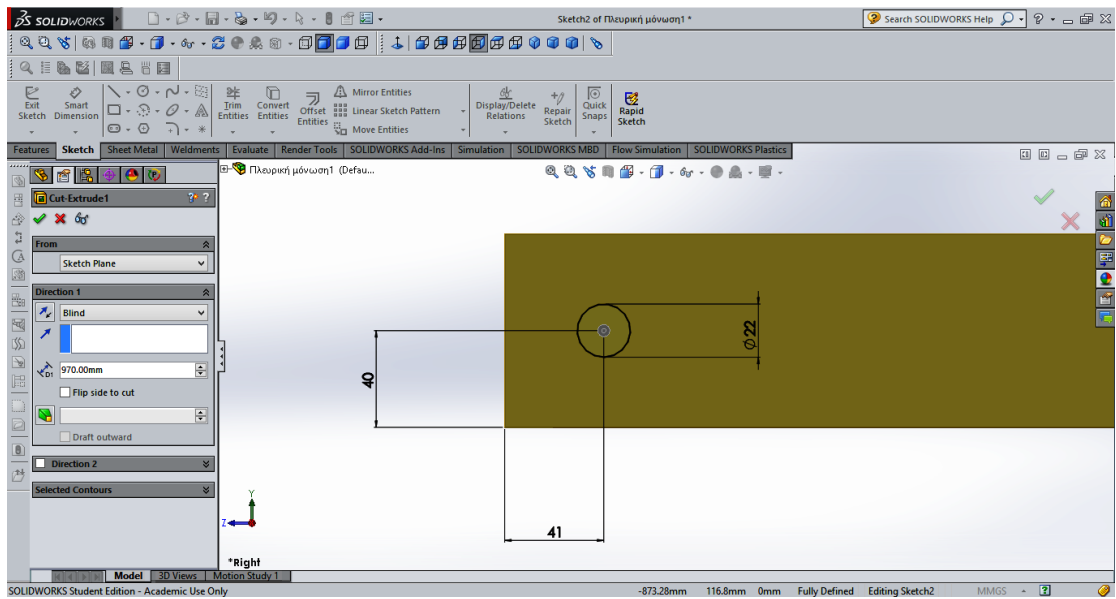 SOLIDWORKS
Sketch2 of Πλευρική μόνωση1 *
Search SOLIDWORKS Help
Exit Sketch
Smart Dimension
Trim Entities
Convert Entities
Offset Entities
Mirror Entities
Linear Sketch Pattern
Move Entities
Display/Delete Relations
Repair Sketch
Quick Snaps
Rapid Sketch
Features Sketch Sheet Metal Weldments Evaluate Render Tools SOLIDWORKS Add-Ins Simulation SOLIDWORKS MBD Flow Simulation SOLIDWORKS Plastics
Πλευρική μόνωση1 (Defau...
Cut-Extrude1
From
Sketch Plane
Direction 1
Blind
D1 970.00mm
Flip side to cut
Draft outward
Direction 2
Selected Contours
Ø22
40
41
Y
Z
*Right
Model 3D Views Motion Study 1
SOLIDWORKS Student Edition - Academic Use Only
-873.28mm 116.8mm 0mm Fully Defined Editing Sketch2 MMGS